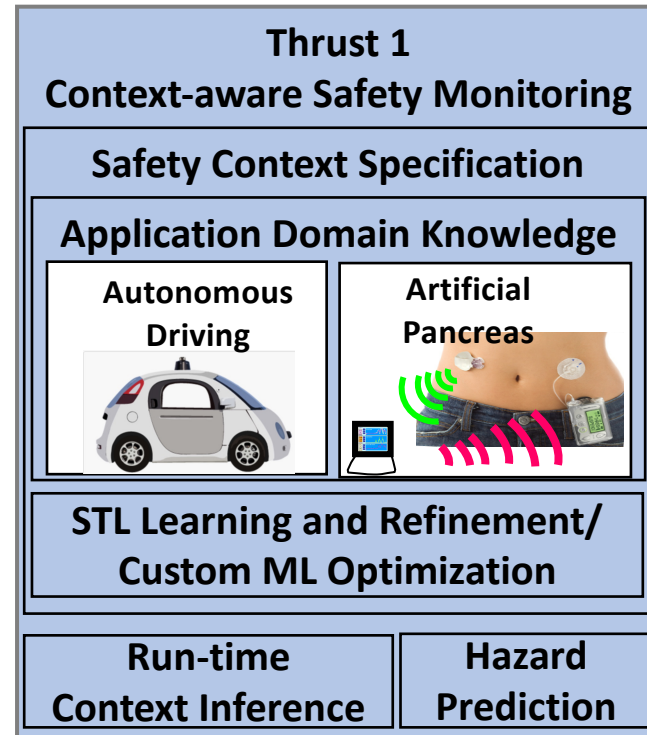 Thrust 1
Context-aware Safety Monitoring
Safety Context Specification
Application Domain Knowledge
Autonomous
Driving
Artificial
Pancreas
STL Learning and Refinement/
Custom ML Optimization
Run-time
Context Inference
Hazard
Prediction